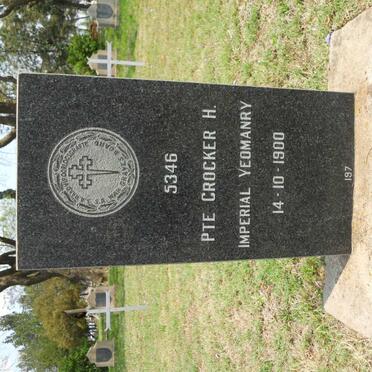 5346
PTE CROCKER H.
IMPERIAL YEOMANRY
14-10-1900
197